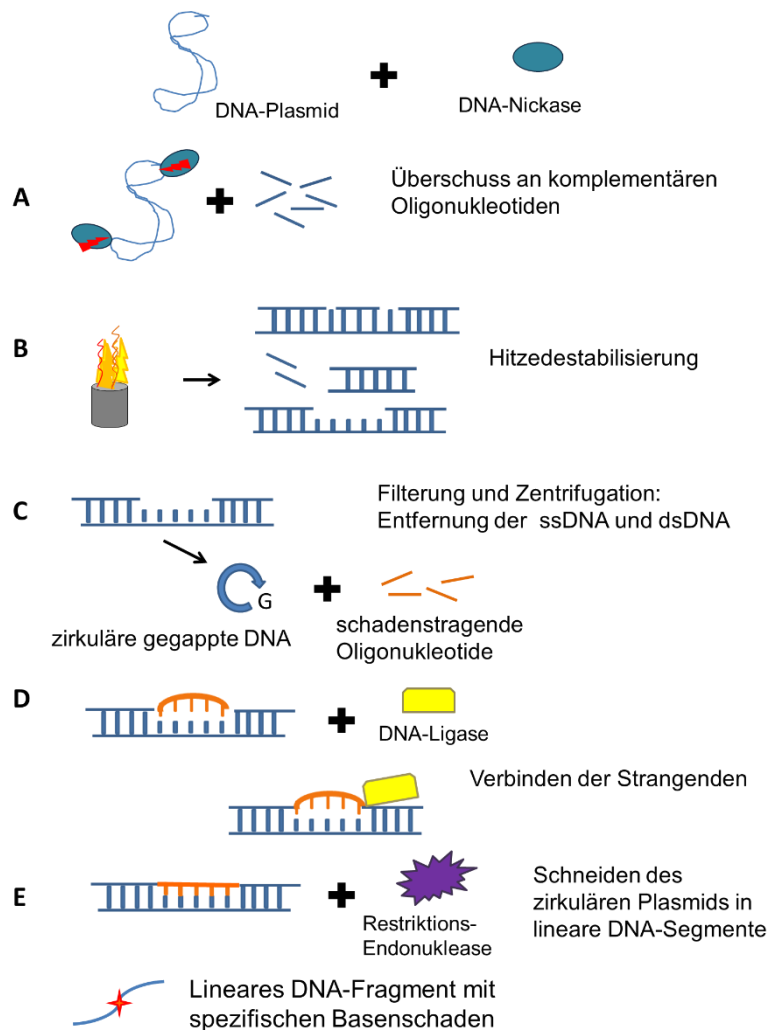 DNA-Plasmid
DNA-Nickase
A
Überschuss an komplementären
Oligonukleotiden
B
Hitzedestabilisierung
C
Filterung und Zentrifugation:
Entfernung der ssDNA und dsDNA
G
zirkuläre gegappte DNA
schadenstragende
Oligonukleotide
D
DNA-Ligase
Verbinden der Strangenden
E
Restriktions-
Endonuklease
Schneiden des
zirkulären Plasmids in
lineare DNA-Segmente
Lineares DNA-Fragment mit
spezifischen Basenschaden